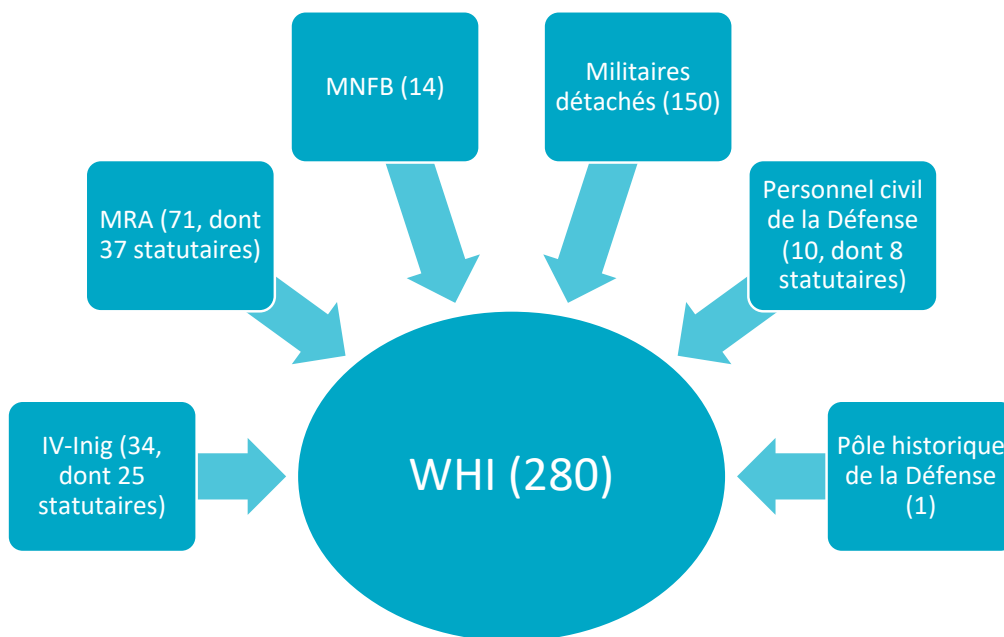 MNFB (14)
Militaires
détachés (150)
MRA (71, dont
37 statutaires)
Personnel civil
de la Défense
(10, dont 8
statutaires)
IV-Inig (34,
dont 25
statutaires)
WHI (280)
Pôle historique
de la Défense
(1)